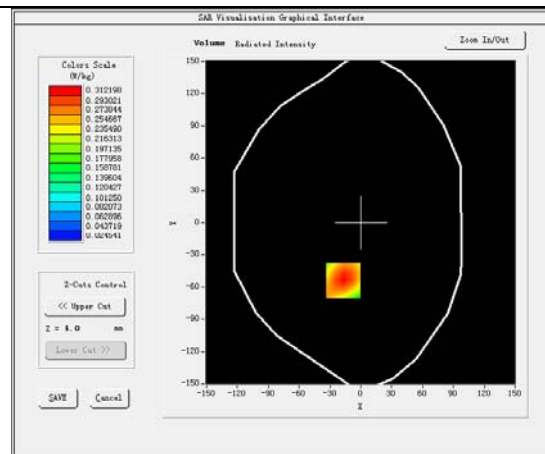 SAR Visualisation Graphical Interface
Volume Radiated Intensity
Zoom In/Out
Colors Scale
(W/kg)
0.312198
0.293021
0.273844
0.254667
0.235490
0.216313
0.197135
0.177958
0.158781
0.139604
0.120427
0.101250
0.082073
0.062896
0.043719
0.024541
Z-Cuts Control
<< Upper Cut
Z = 4.0 mm
Lower Cut >>
SAVE Cancel
150
120
90
60
30
0
-30
-60
-90
-120
-150
Y
-150 -120 -90 -60 -30 0 30 60 90 120 150
X